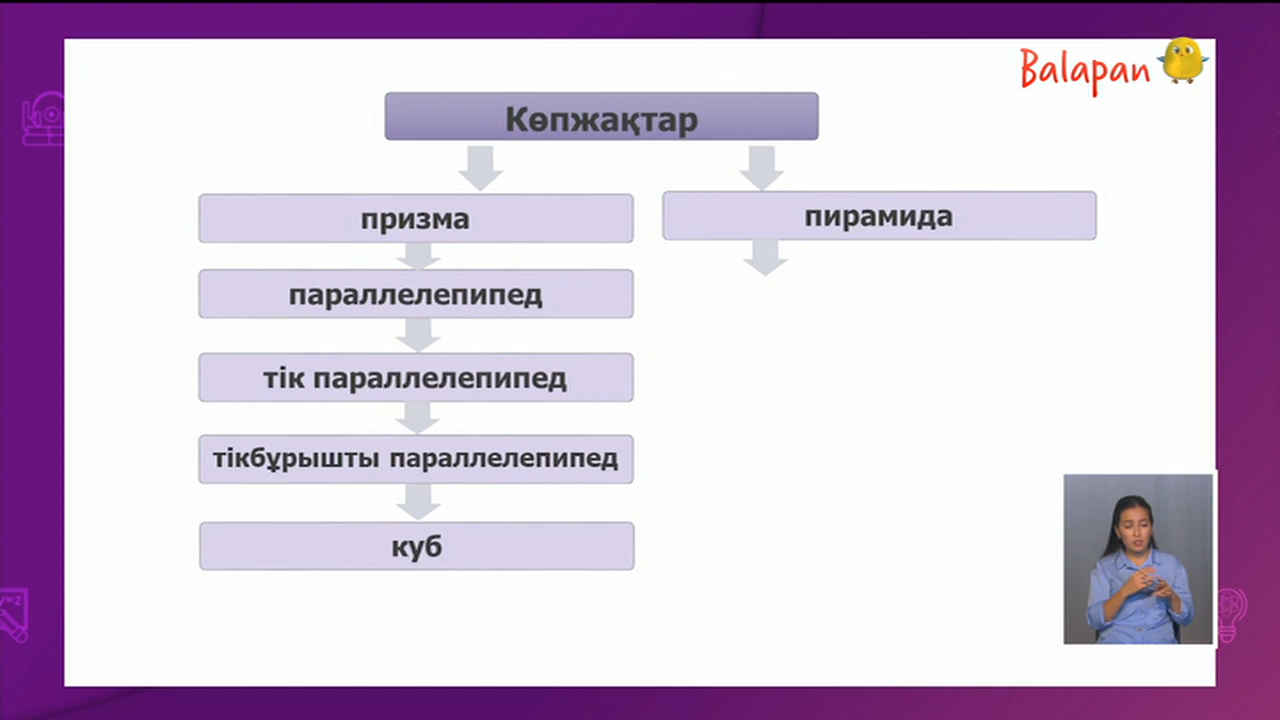 Balapan
Көпжақтар
призма
пирамида
параллелепипед
тік параллелепипед
тікбұрышты параллелепипед
куб